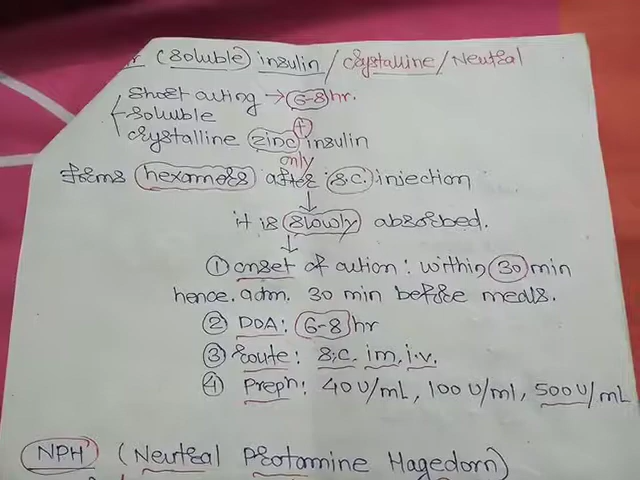 (Soluble) insulin / Crystalline / Neutral
Short acting → 6-8 hr.
Soluble
Crystalline Zinc insulin
(+)
only
forms hexamers after s.c. injection
↓
it is slowly absorbed.
↓
① onset of action: within 30 min
hence. adm. 30 min before meals.
② DOA: 6-8 hr
③ Route: s.c. im, i.v.
④ Prepn: 40 U/mL, 100 U/ml, 500 U/mL
NPH (Neutral Protamine Hagedorn)